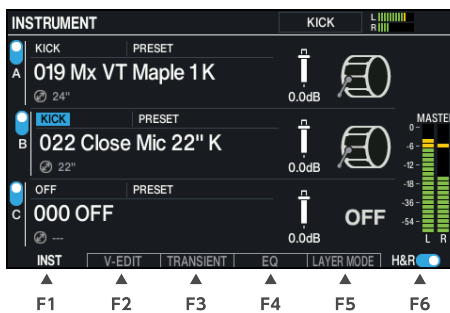 INSTRUMENT KICK L
R
KICK PRESET
A 019 Mx VT Maple 1 K
24" 0.0dB
KICK PRESET MASTER
B 022 Close Mic 22" K
22" 0.0dB
OFF PRESET
C 000 OFF OFF
--- 0.0dB
0
-6
-12
-18
-36
-54
L R
INST V-EDIT TRANSIENT EQ LAYER MODE H&R
F1 F2 F3 F4 F5 F6